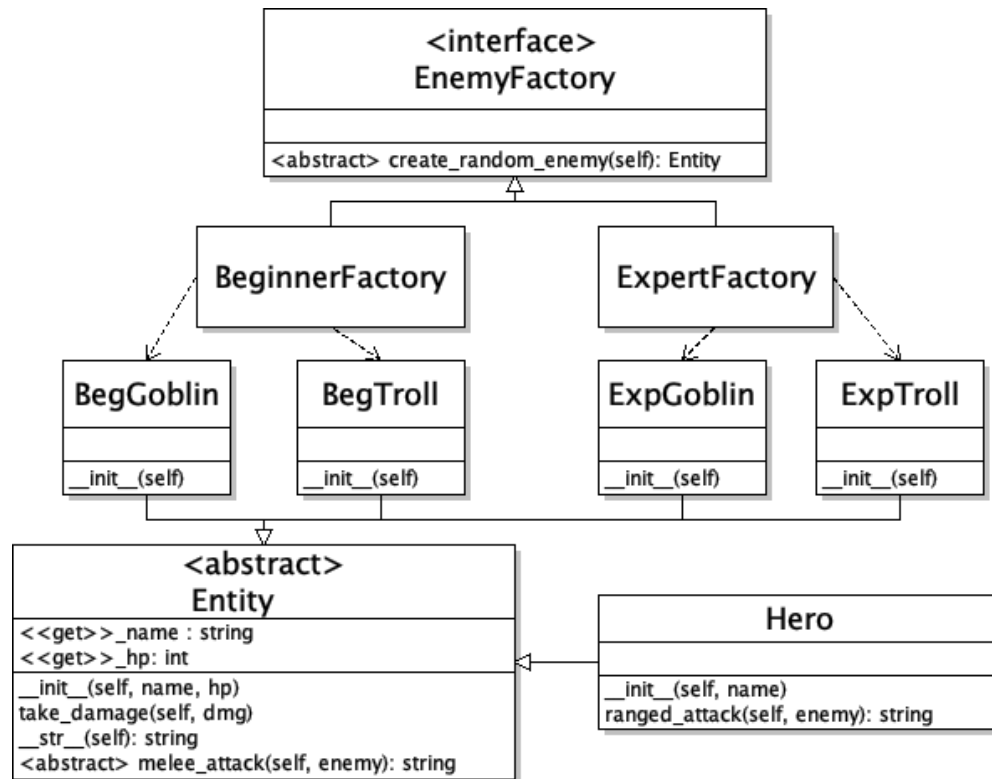 <interface>
EnemyFactory
<abstract> create_random_enemy(self): Entity
BeginnerFactory
ExpertFactory
BegGoblin
__init__(self)
BegTroll
__init__(self)
ExpGoblin
__init__(self)
ExpTroll
__init__(self)
<abstract>
Entity
<<get>>_name : string
<<get>>_hp: int
__init__(self, name, hp)
take_damage(self, dmg)
__str__(self): string
<abstract> melee_attack(self, enemy): string
Hero
__init__(self, name)
ranged_attack(self, enemy): string